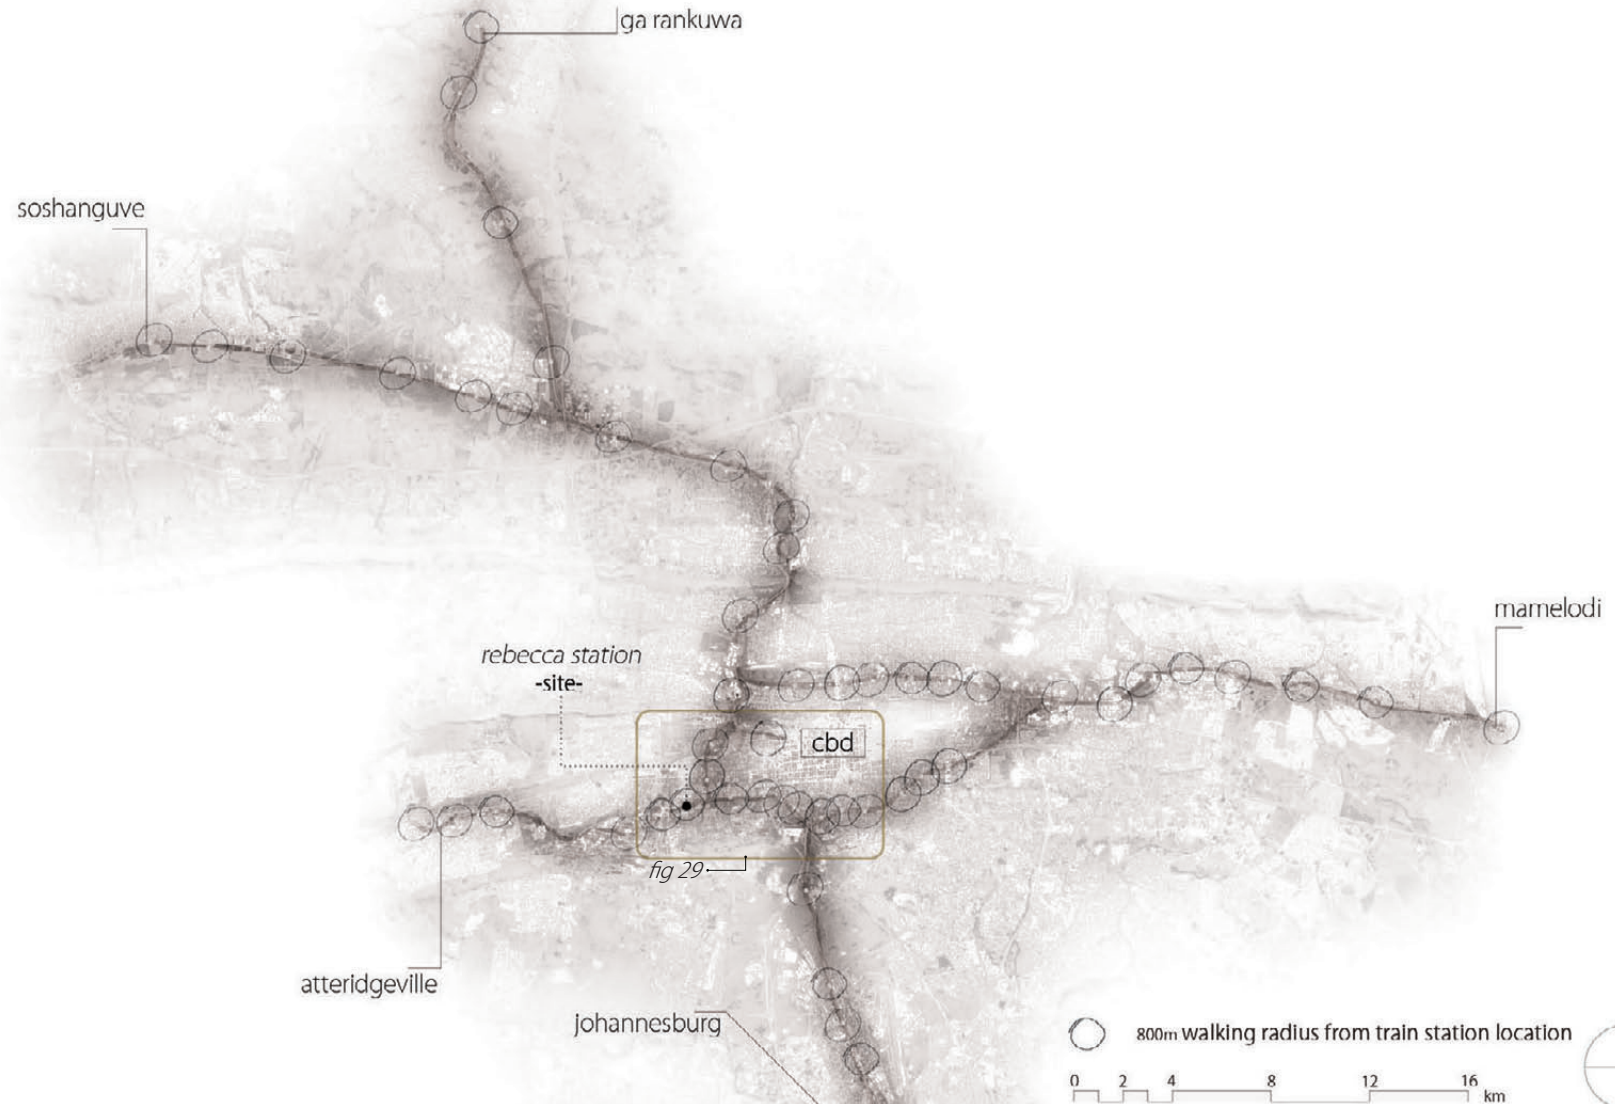 ga rankuwa
soshanguve
mamelodi
rebecca station
-site-
cbd
fig 29
atteridgeville
johannesburg
800m walking radius from train station location
0 2 4 8 12 16 km